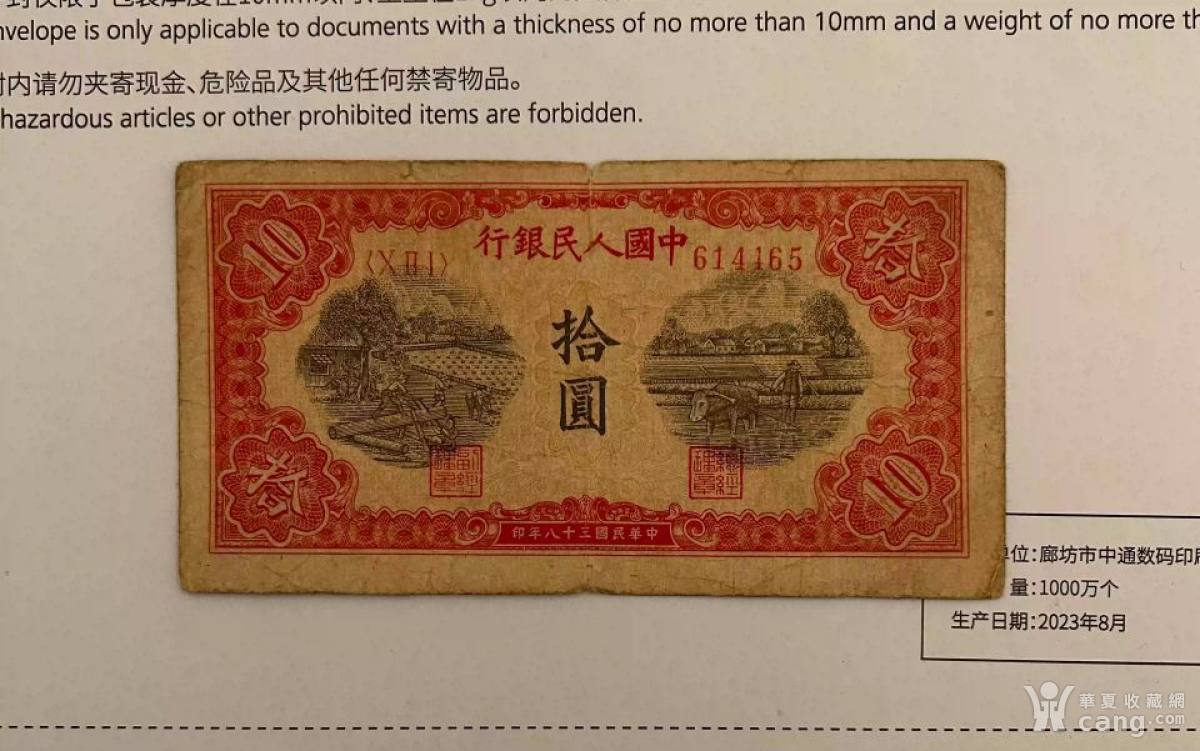 envelope is only applicable to documents with a thickness of no more than 10mm and a weight of no more
内请勿夹寄现金、危险品及其他任何禁寄物品。
hazardous articles or other prohibited items are forbidden.
10
拾
行銀民人國中
〈X II I〉
614165
拾
圓
拾
10
印年八十三國民華中
位:廊坊市中通数码印
量:1000万个
生产日期:2023年8月
華夏收藏網
cang.com